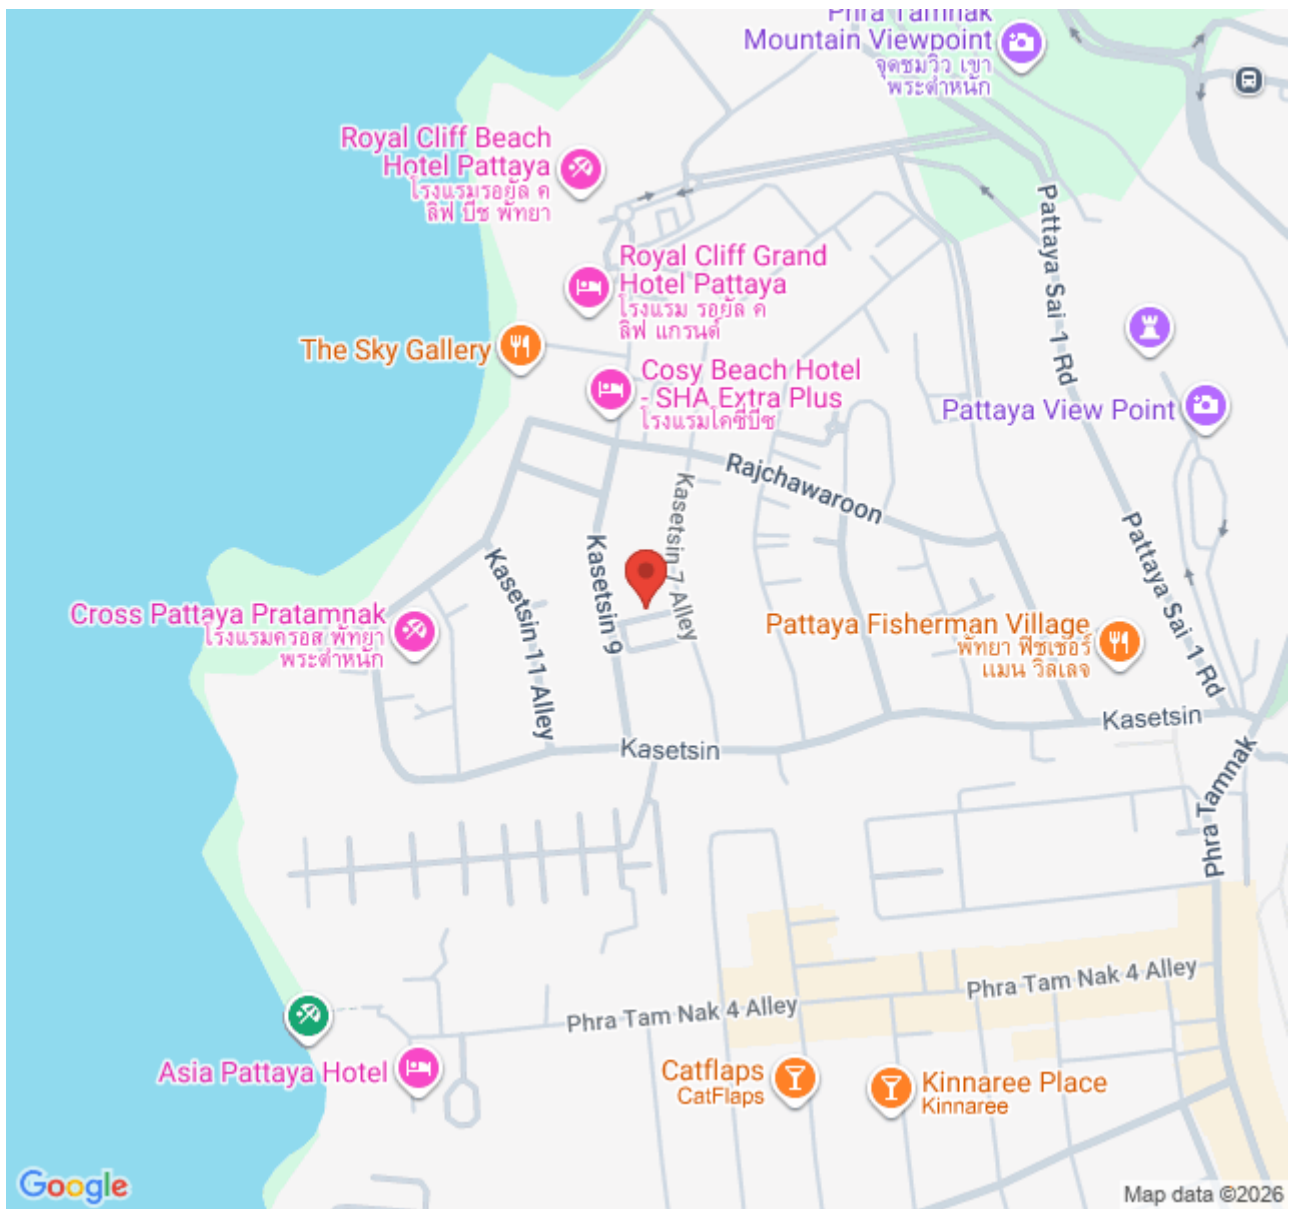 Phra Tamnak
Mountain Viewpoint
จุดชมวิว เขา
พระตำหนัก
Royal Cliff Beach
Hotel Pattaya
โรงแรมรอยัล ค
ลิฟ บีช พัทยา
Pattaya Sai 1 Rd
Royal Cliff Grand
Hotel Pattaya
โรงแรม รอยัล ค
ลิฟ แกรนด์
The Sky Gallery
Cosy Beach Hotel
- SHA Extra Plus
โรงแรมโคซี่บีช
Pattaya View Point
Rajchawaroon
Kasetsin 7 Alley
Kasetsin 9
Kasetsin 11 Alley
Pattaya Sai 1 Rd
Cross Pattaya Pratamnak
โรงแรมครอส พัทยา
พระตำหนัก
Pattaya Fisherman Village
พัทยา ฟิชเชอร์
แมน วิลเลจ
Kasetsin
Kasetsin
Phra Tamnak
Phra Tam Nak 4 Alley
Phra Tam Nak 4 Alley
Asia Pattaya Hotel
Catflaps
CatFlaps
Kinnaree Place
Kinnaree
Google
Map data ©2026